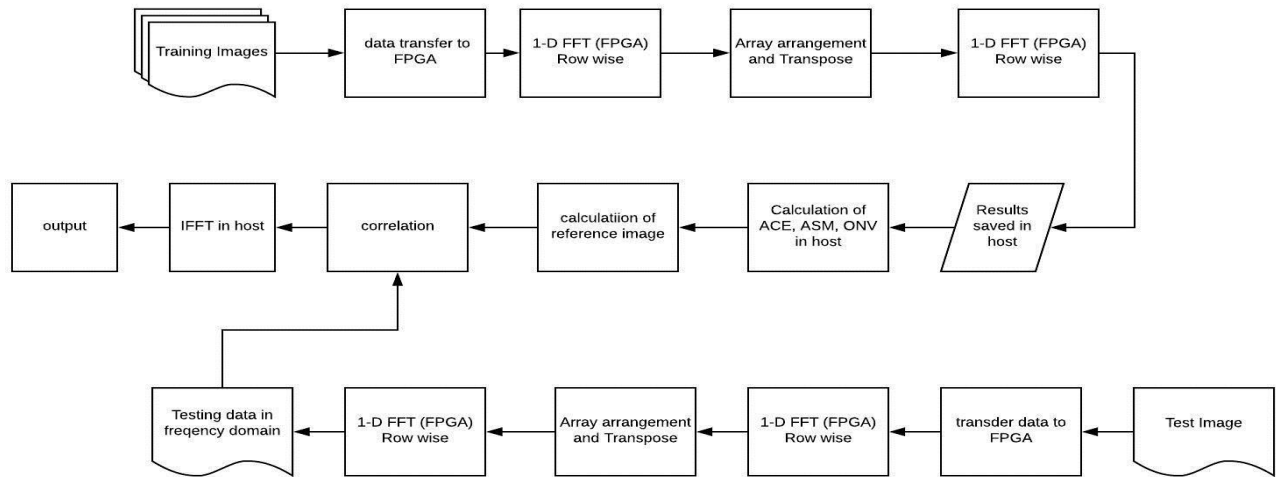 Training Images
data transfer to
FPGA
1-D FFT (FPGA)
Row wise
Array arrangement
and Transpose
1-D FFT (FPGA)
Row wise
output
IFFT in host
correlation
calculatiion of
reference image
Calculation of
ACE, ASM, ONV
in host
Results
saved in
host
Testing data in
freqency domain
1-D FFT (FPGA)
Row wise
Array arrangement
and Transpose
1-D FFT (FPGA)
Row wise
transder data to
FPGA
Test Image